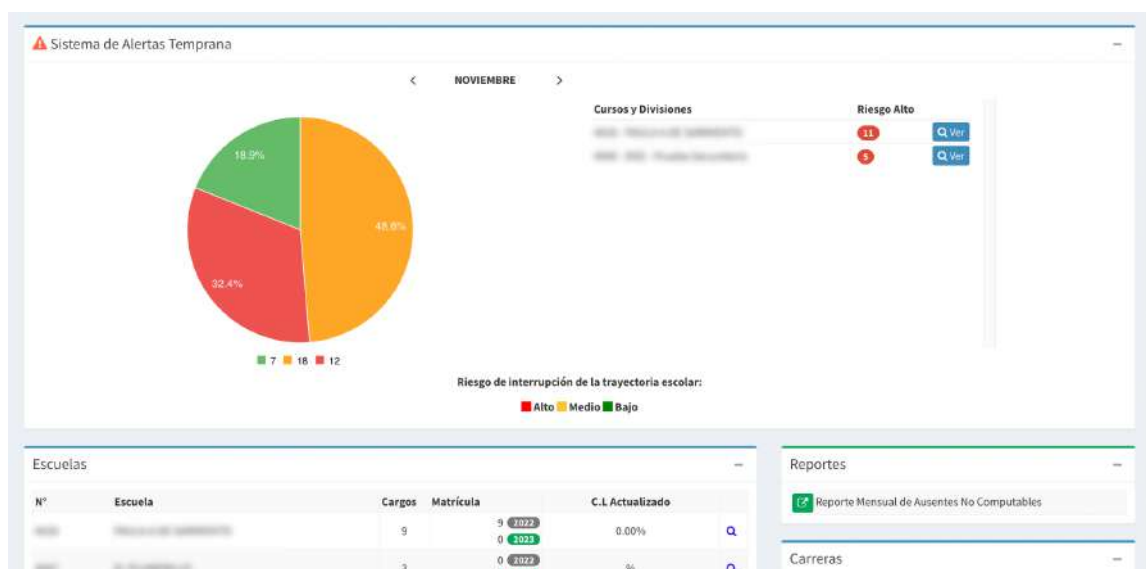 Sistema de Alertas Temprana
NOVIEMBRE
Cursos y Divisiones Riesgo Alto
11 Ver
5 Ver
18.9%
48.6%
32.4%
7 18 12
Riesgo de interrupción de la trayectoria escolar:
Alto Medio Bajo
Escuelas
N° Escuela Cargos Matrícula C.L Actualizado
9 9 2022 0.00%
0 2023
0 2022
Reportes
Reporte Mensual de Ausentes No Computables
Carreras